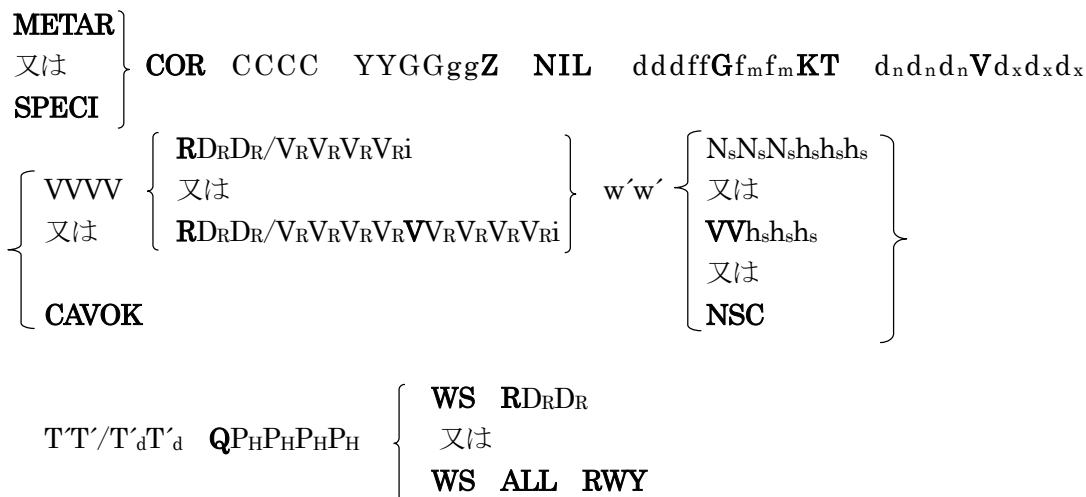 METAR
又は
SPECI
COR CCCC YYGGggZ NIL dddffGfmfmKT dndndnVdxdxdx
VVVV
又は
CAVOK
RDRDR/VRVRVRVRi
又は
RDRDR/VRVRVRVRVVRVRVRVRi
w´w´
NsNsNshshshs
又は
VVhshshs
又は
NSC
T´T´/T´dT´d QPHPHPHPH
WS RDRDR
又は
WS ALL RWY